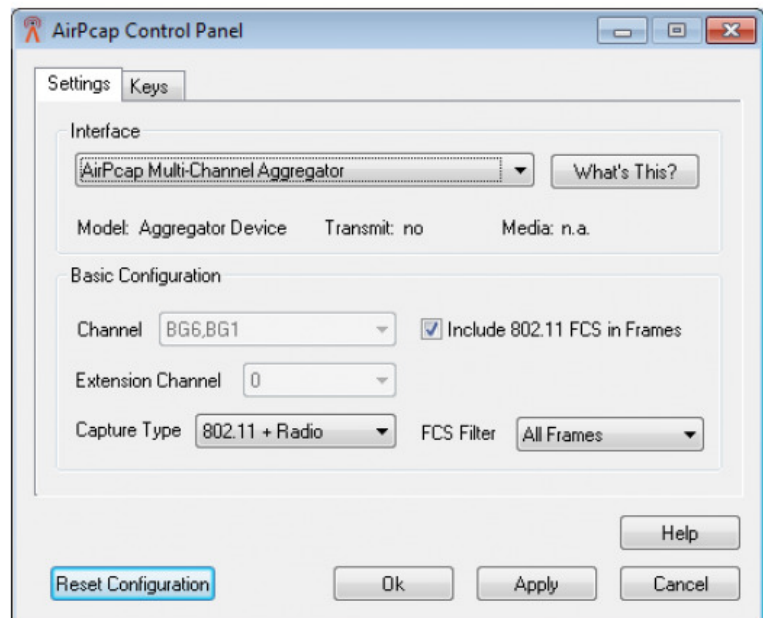 AirPcap Control Panel
Settings Keys
Interface
AirPcap Multi-Channel Aggregator What's This?
Model: Aggregator Device Transmit: no Media: n.a.
Basic Configuration
Channel BG6,BG1 Include 802.11 FCS in Frames
Extension Channel 0
Capture Type 802.11 + Radio FCS Filter All Frames
Help
Reset Configuration Ok Apply Cancel